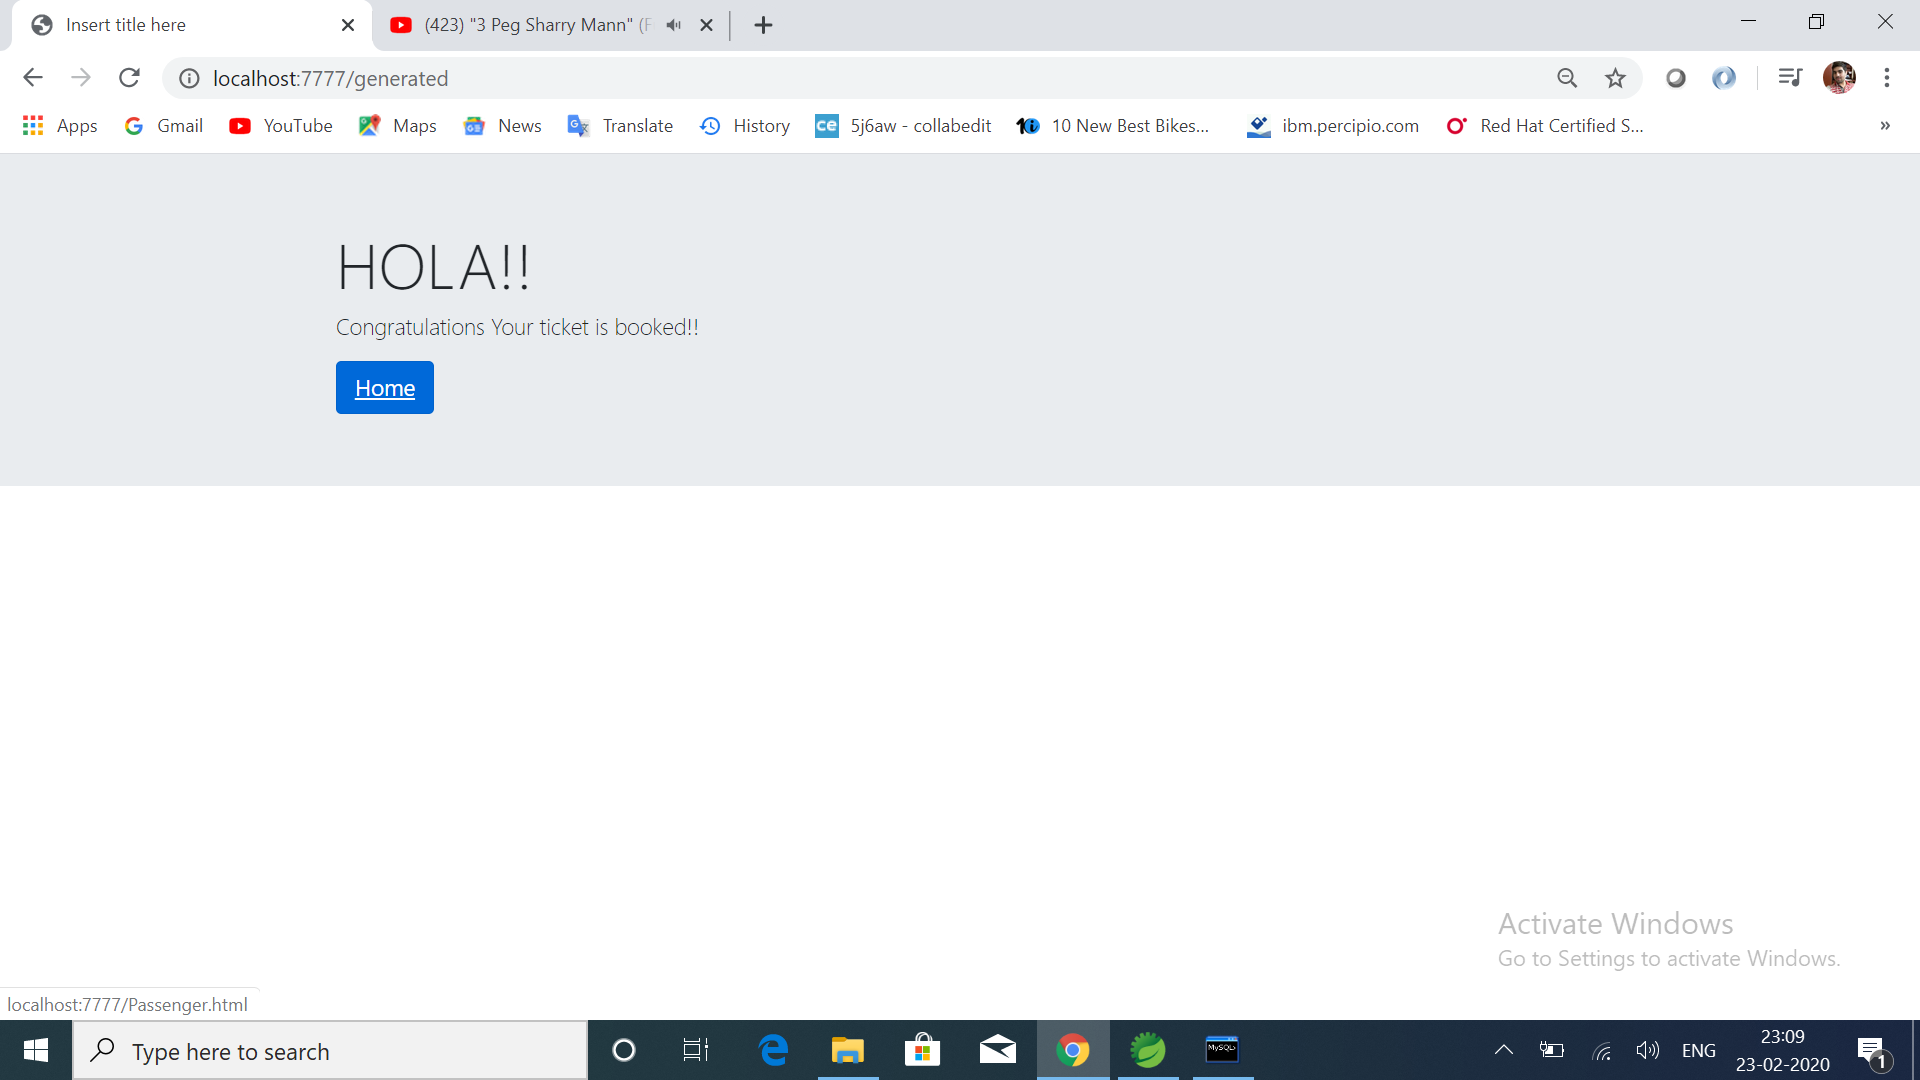 Insert title here
(423) "3 Peg Sharry Mann" (F
localhost:7777/generated
Apps
Gmail
YouTube
Maps
News
Translate
History
ce 5j6aw - collabedit
10 New Best Bikes...
ibm.percipio.com
Red Hat Certified S...
»
HOLA!!
Congratulations Your ticket is booked!!
Home
Activate Windows
Go to Settings to activate Windows.
localhost:7777/Passenger.html
Type here to search
MySQL>
ENG
23:09
23-02-2020
1